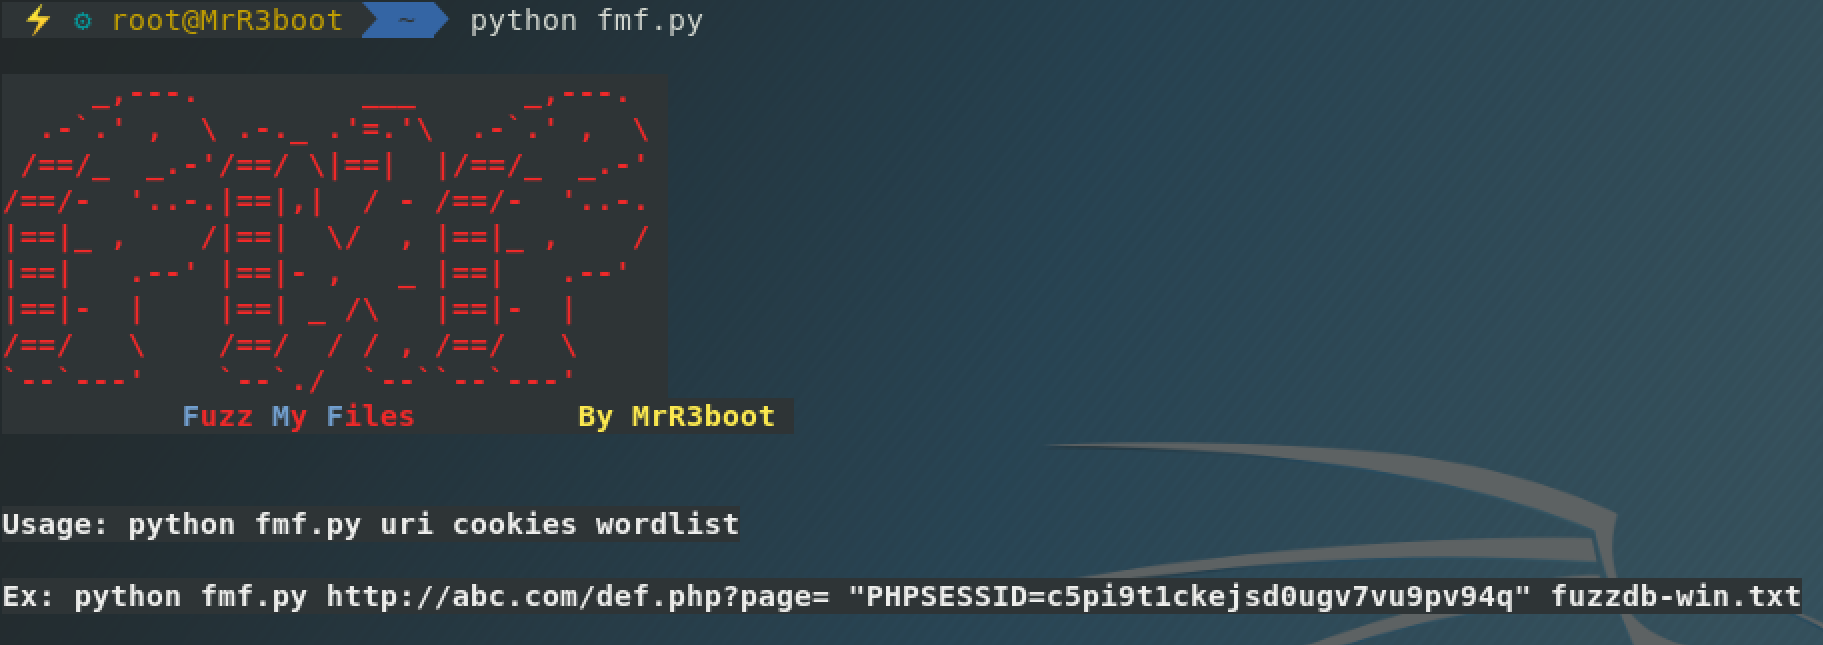 ⚡ ⚙ root@MrR3boot ~ python fmf.py
     _,---.         ___      _,---.
  .-`.' ,  \ .-._ .'=.'\  .-`.' ,  \
 /==/_  _.-'/==/ \|==|  |/==/_  _.-'
/==/-  '..-.|==|,|  / - /==/-  '..-.
|==|_ ,    /|==|  \/  , |==|_ ,    /
|==|   .--' |==|- ,   _ |==|   .--'
|==|-  |    |==| _ /\   |==|-  |
/==/   \    /==/  / / , /==/   \
`--`---'    `--`./  `--``--`---'
          Fuzz My Files         By MrR3boot
Usage: python fmf.py uri cookies wordlist
Ex: python fmf.py http://abc.com/def.php?page= "PHPSESSID=c5pi9t1ckejsd0ugv7vu9pv94q" fuzzdb-win.txt